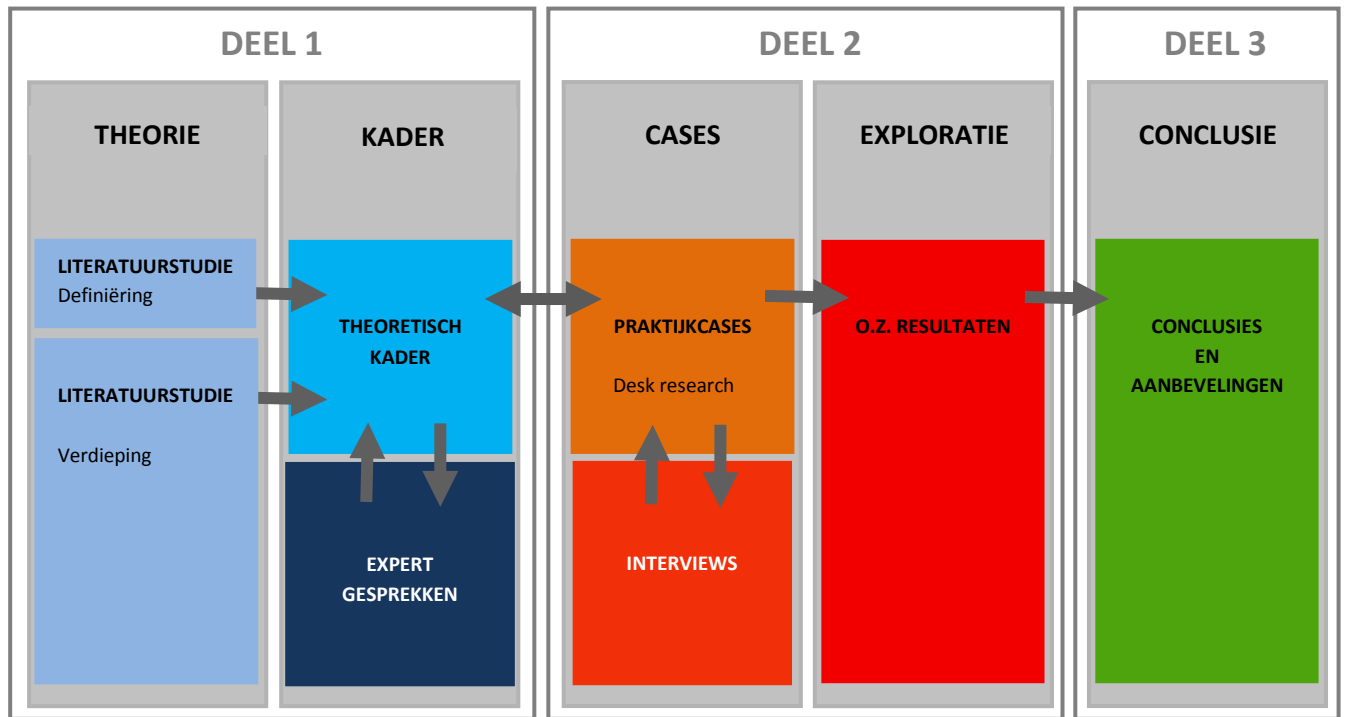 DEEL 1
THEORIE
KADER
LITERATUURSTUDIE
Definiëring
LITERATUURSTUDIE
Verdieping
THEORETISCH
KADER
EXPERT
GESPREKKEN
DEEL 2
CASES
EXPLORATIE
PRAKTIJKCASES
Desk research
INTERVIEWS
O.Z. RESULTATEN
DEEL 3
CONCLUSIE
CONCLUSIES
EN
AANBEVELINGEN